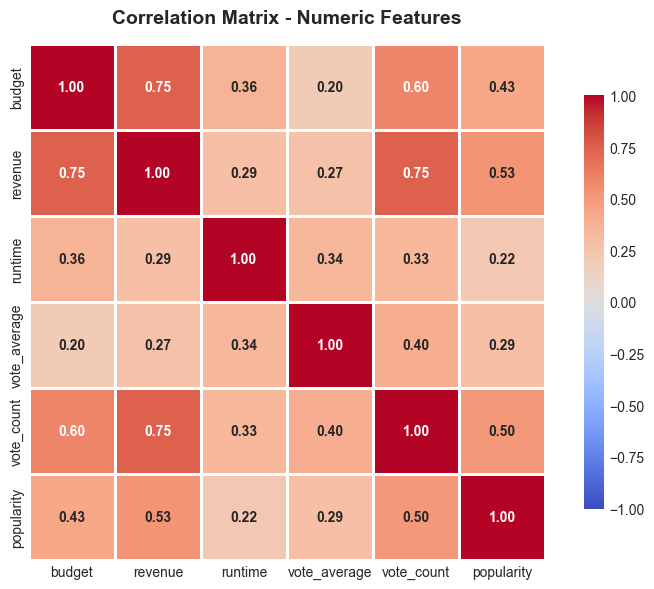 Correlation Matrix - Numeric Features
budget 1.00 0.75 0.36 0.20 0.60 0.43
revenue 0.75 1.00 0.29 0.27 0.75 0.53
runtime 0.36 0.29 1.00 0.34 0.33 0.22
vote_average 0.20 0.27 0.34 1.00 0.40 0.29
vote_count 0.60 0.75 0.33 0.40 1.00 0.50
popularity 0.43 0.53 0.22 0.29 0.50 1.00
budget revenue runtime vote_average vote_count popularity
1.00
0.75
0.50
0.25
0.00
−0.25
−0.50
−0.75
−1.00